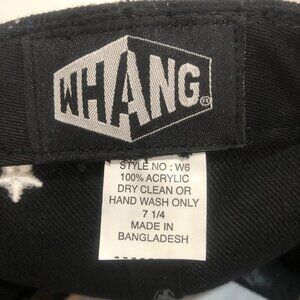 WHANG
STYLE NO : W6
100% ACRYLIC
DRY CLEAN OR
HAND WASH ONLY
7 1/4
MADE IN
BANGLADESH